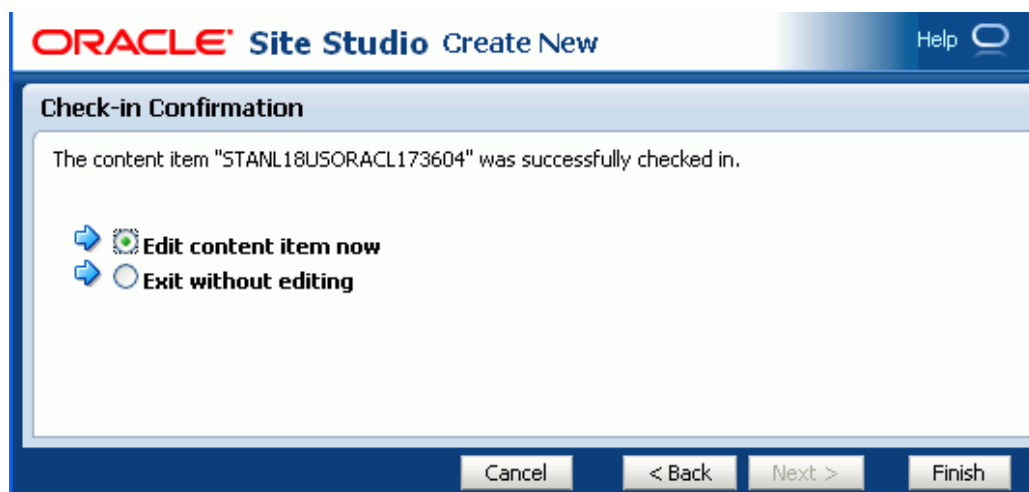 ORACLE Site Studio Create New Help
Check-in Confirmation
The content item "STANL18USORACL173604" was successfully checked in.
Edit content item now
Exit without editing
Cancel < Back Next > Finish